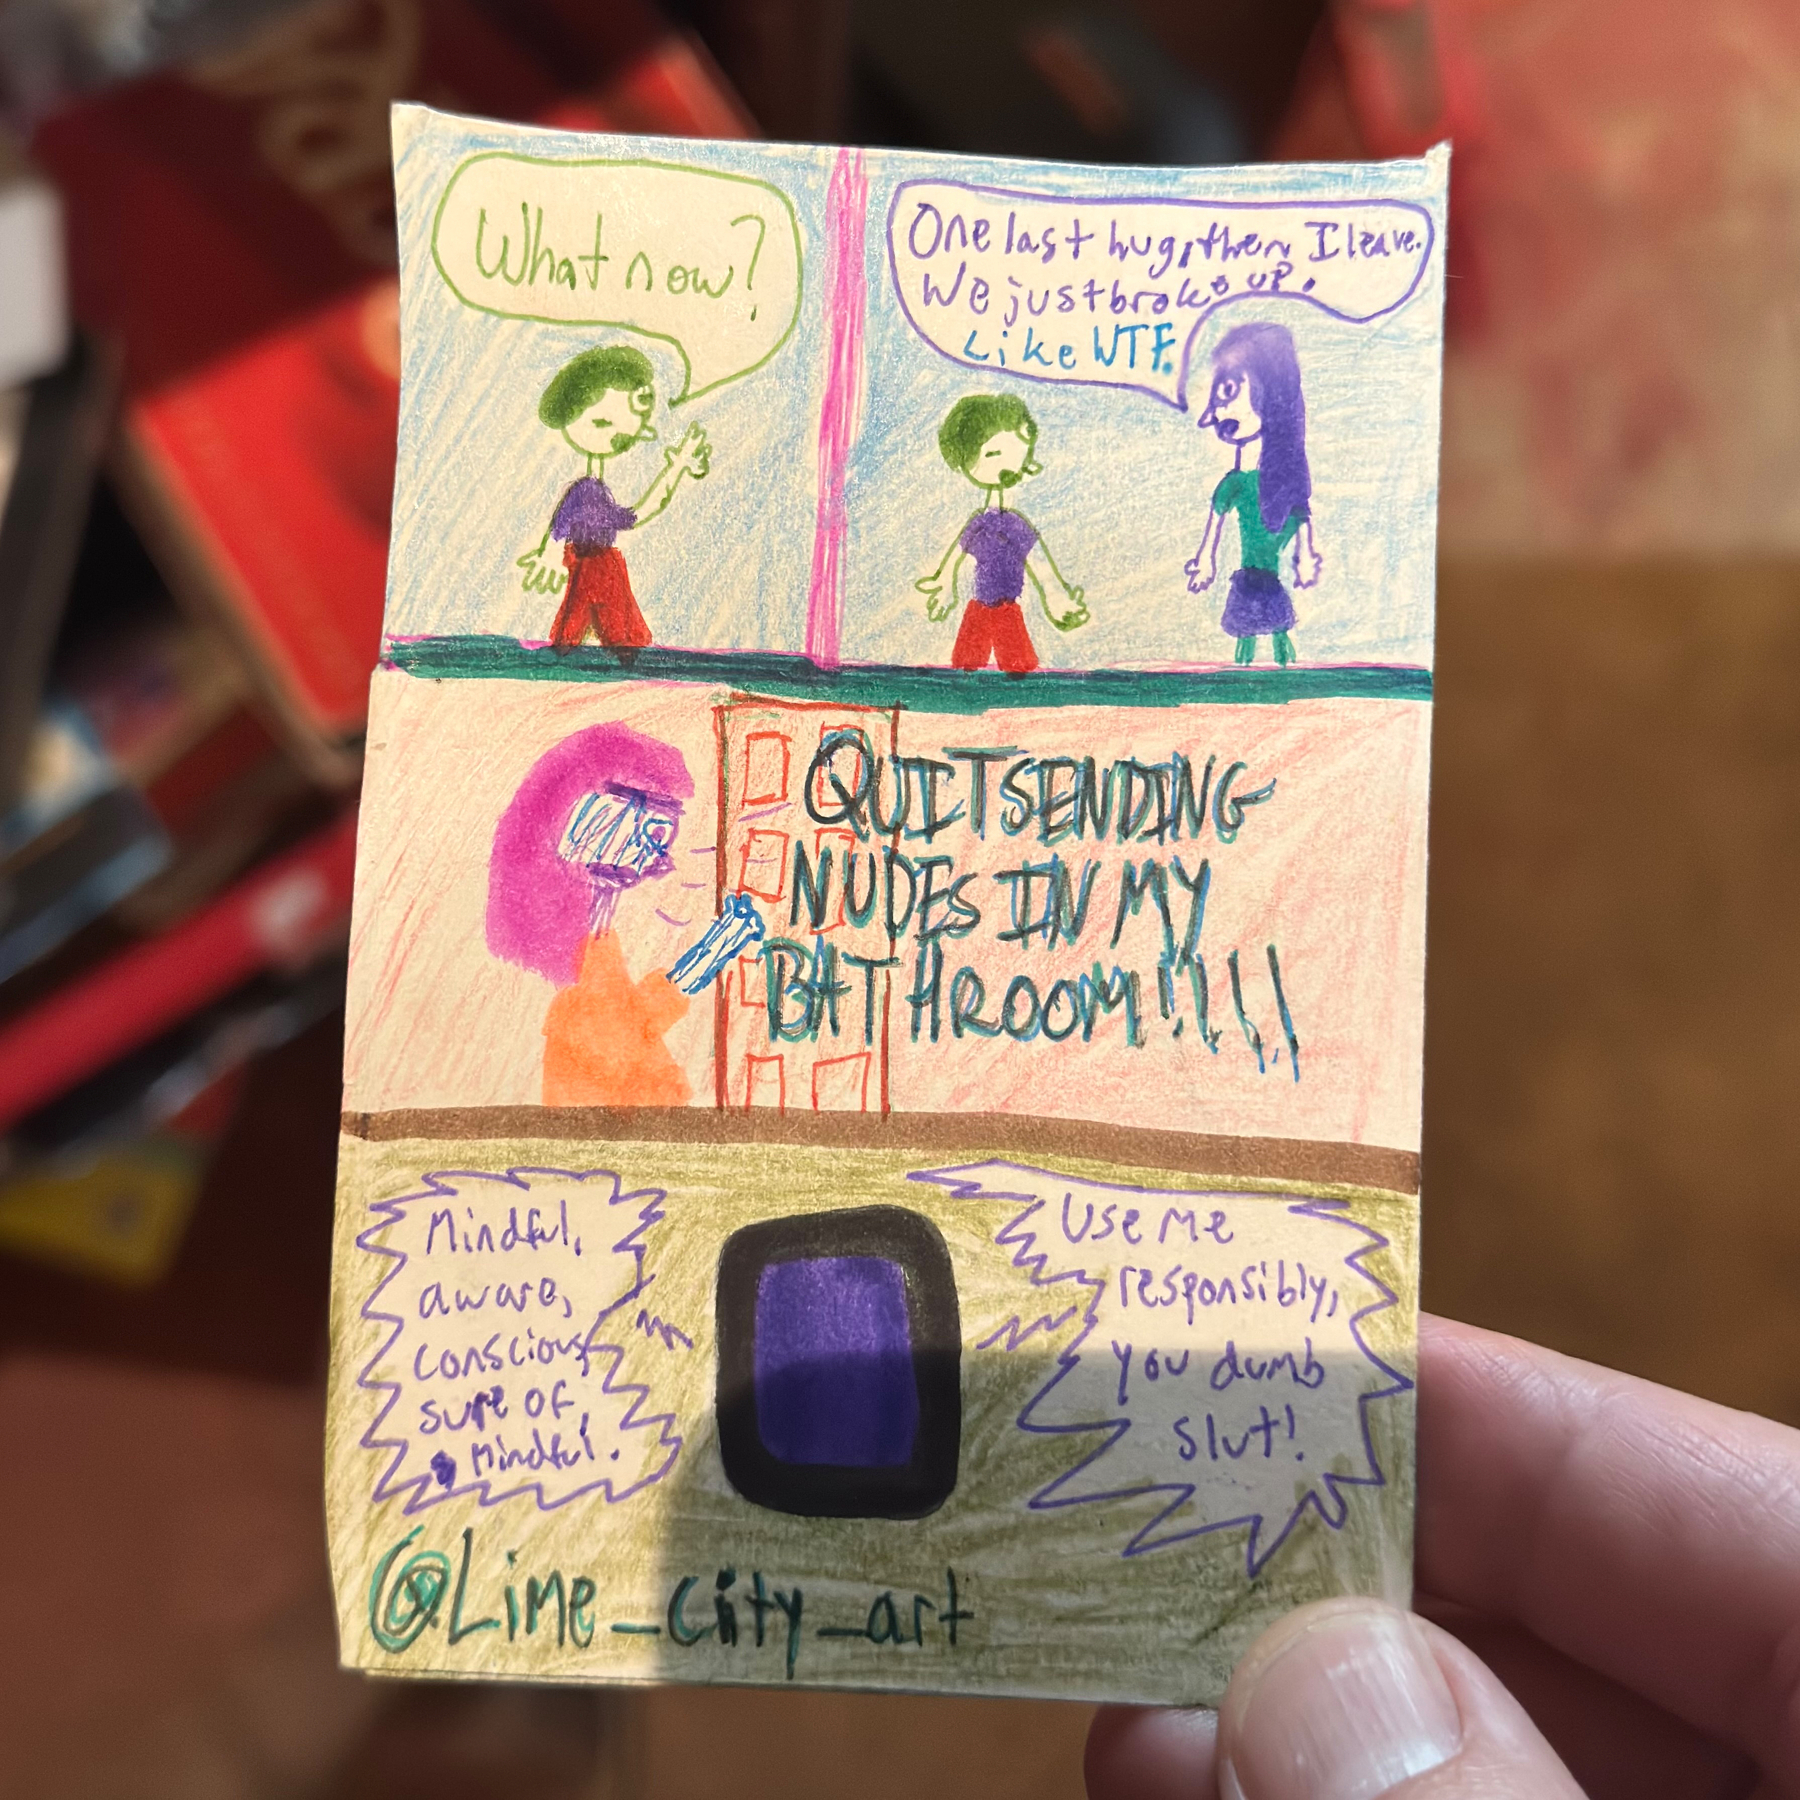 What now?
One last hug, then I leave.
We just broke up.
Like WTF.
QUIT SENDING
NUDES IN MY
BATHROOM!!!!!
Mindful,
aware,
conscious,
sure of,
Mindful.
Use me
responsibly,
you dumb
slut!
@Lime_city_art